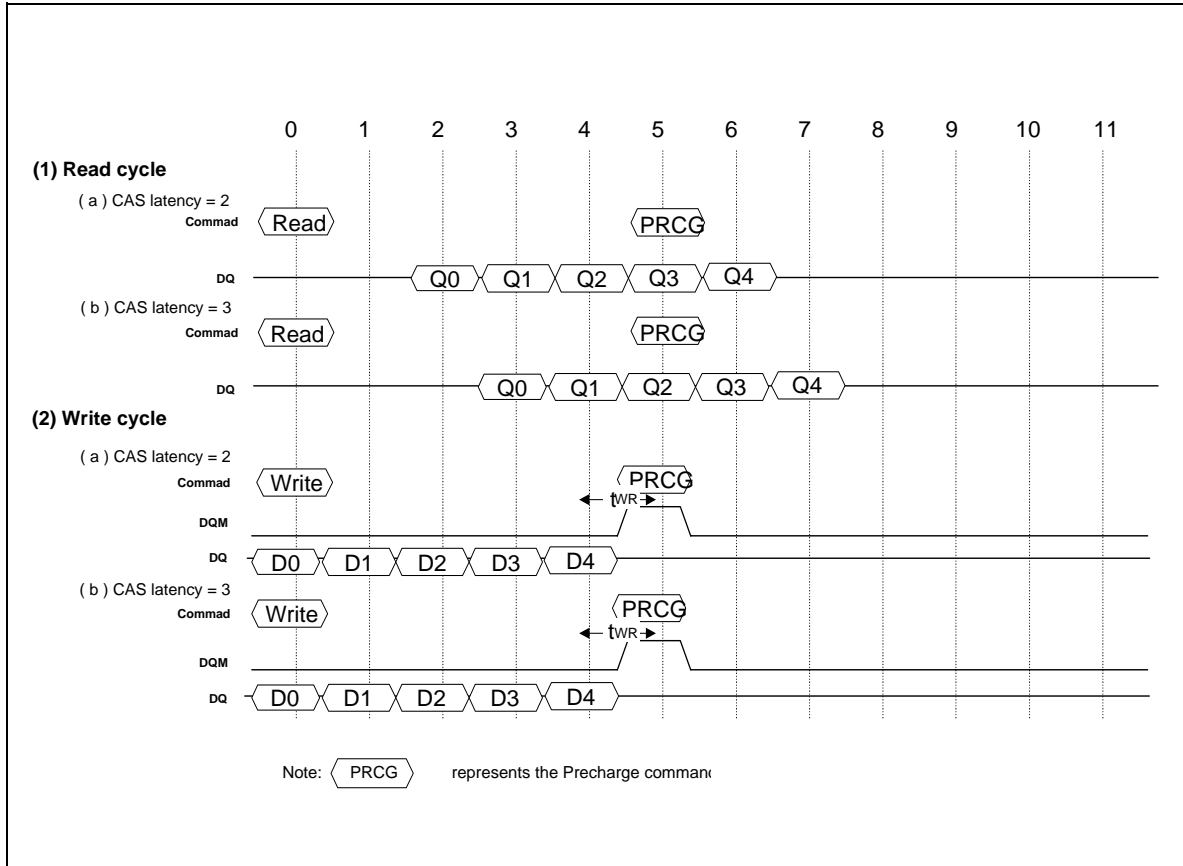 0 1 2 3 4 5 6 7 8 9 10 11
(1) Read cycle
( a ) CAS latency = 2
Commad Read PRCG
DQ Q0 Q1 Q2 Q3 Q4
( b ) CAS latency = 3
Commad Read PRCG
DQ Q0 Q1 Q2 Q3 Q4
(2) Write cycle
( a ) CAS latency = 2
Commad Write PRCG
tWR
DQM
DQ D0 D1 D2 D3 D4
( b ) CAS latency = 3
Commad Write PRCG
tWR
DQM
DQ D0 D1 D2 D3 D4
Note: PRCG represents the Precharge comman